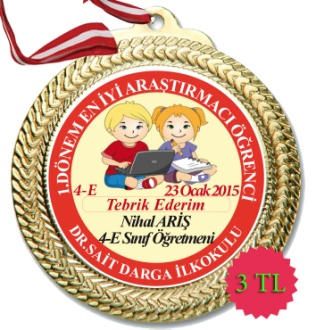 1.DÖNEM EN İYİ ARAŞTIRMACI ÖĞRENCİ
4-E 23 Ocak 2015
Tebrik Ederim
Nihal ARİŞ
4-E Sınıf Öğretmeni
DR.SAİT DARGA İLKOKULU
3 TL